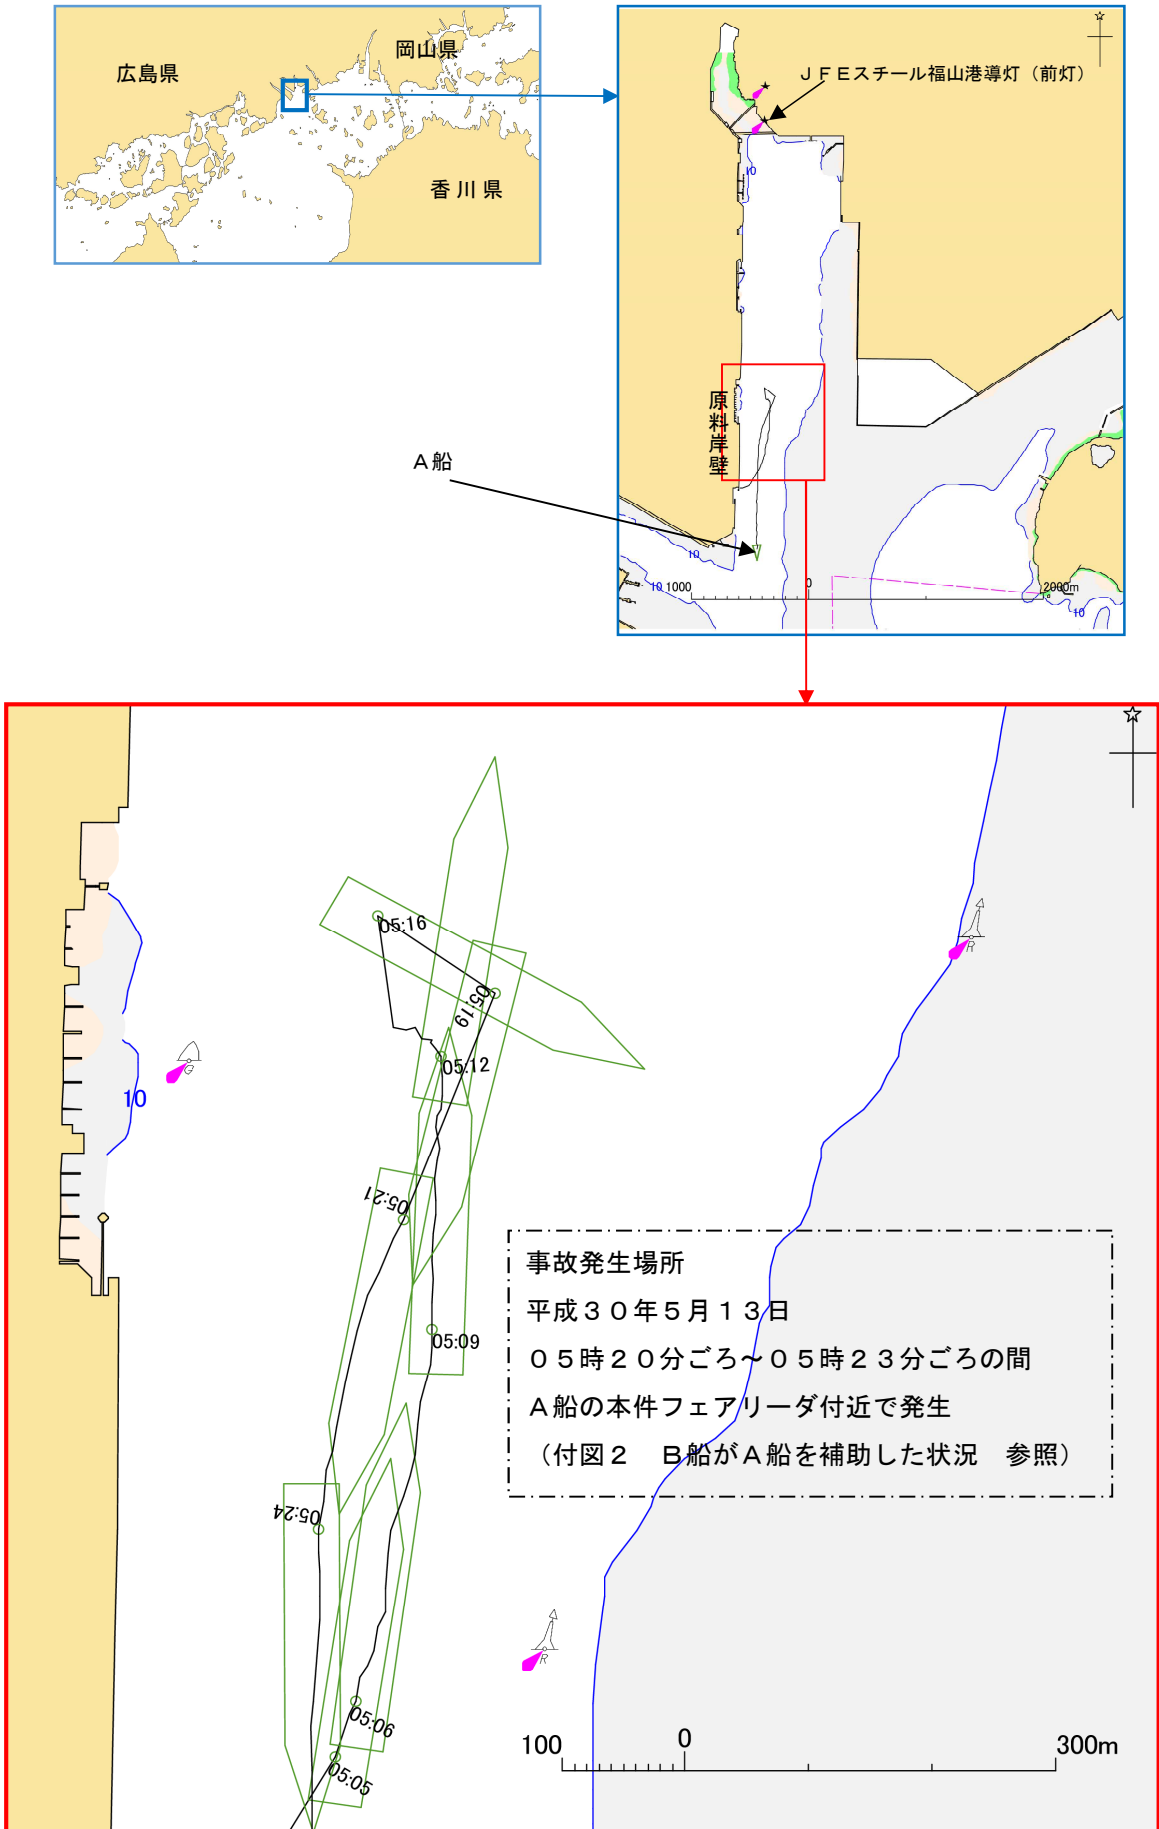 広島県
岡山県
香川県
ＪＦＥスチール福山港導灯（前灯）
10
原料岸壁
Ａ船
10
10
1000
0
2000m
10
05:16
05:19
05:12
10
G
R
05:21
05:09
事故発生場所
平成３０年５月１３日
０５時２０分ごろ～０５時２３分ごろの間
Ａ船の本件フェアリーダ付近で発生
（付図２　Ｂ船がＡ船を補助した状況　参照）
05:24
R
05:06
05:05
100
0
300m